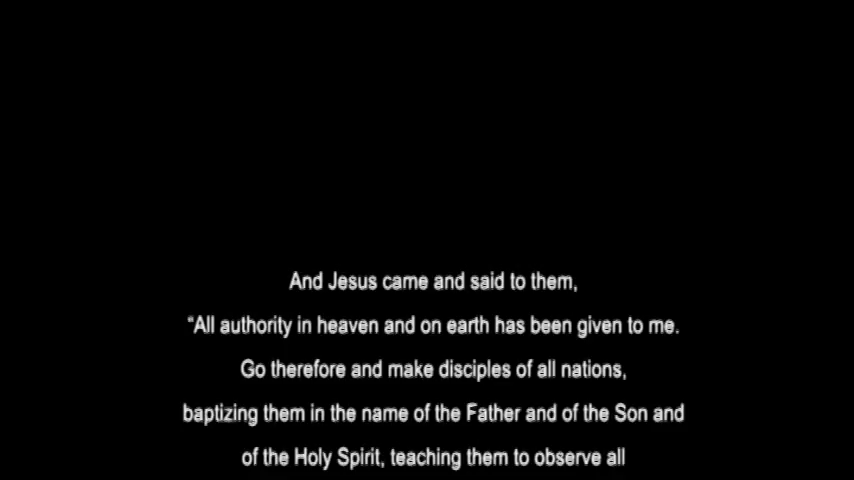 And Jesus came and said to them,
“All authority in heaven and on earth has been given to me.
Go therefore and make disciples of all nations,
baptizing them in the name of the Father and of the Son and
of the Holy Spirit, teaching them to observe all